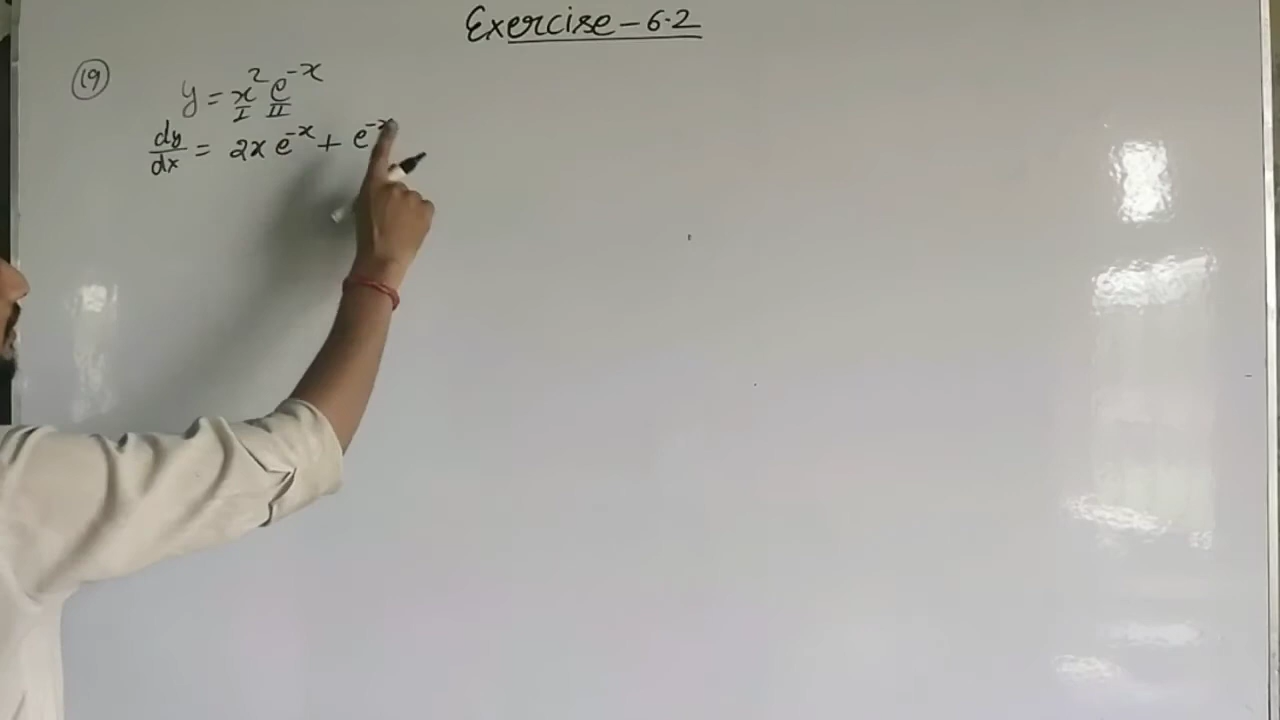 Exercise - 6.2
(19) y = x² e^{-x}
I II
dy/dx = 2x e^{-x} + e^{-x}